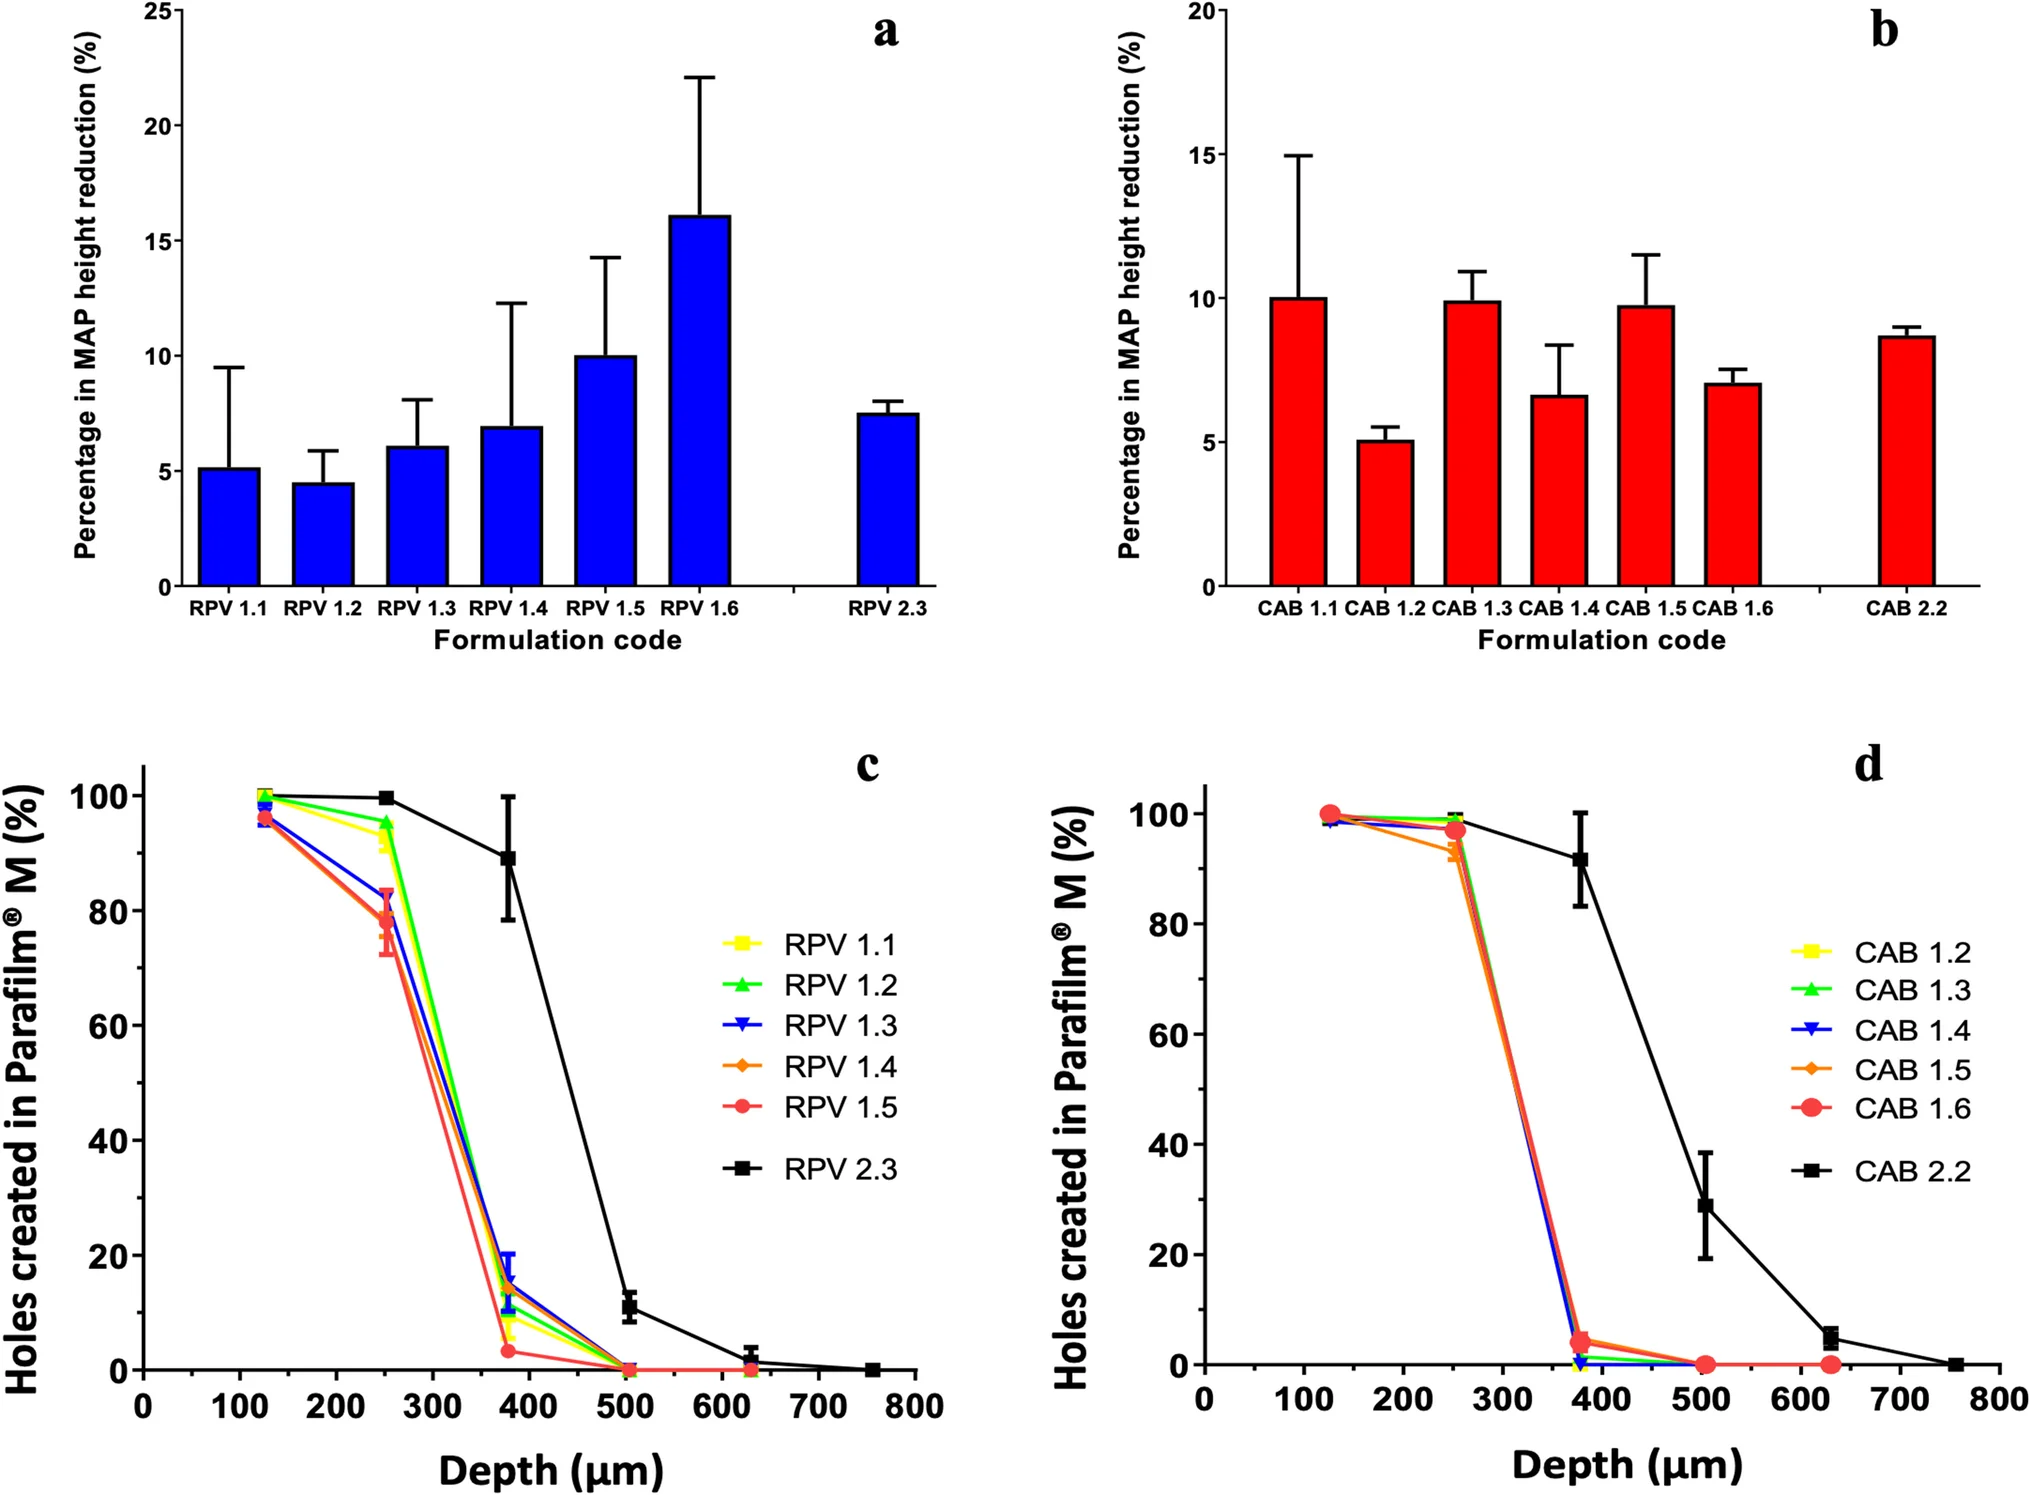 a
Percentage in MAP height reduction (%)
25
20
15
10
5
0
RPV 1.1 RPV 1.2 RPV 1.3 RPV 1.4 RPV 1.5 RPV 1.6 RPV 2.3
Formulation code
b
Percentage in MAP height reduction (%)
20
15
10
5
0
CAB 1.1 CAB 1.2 CAB 1.3 CAB 1.4 CAB 1.5 CAB 1.6 CAB 2.2
Formulation code
c
Holes created in Parafilm® M (%)
100
80
60
40
20
0
RPV 1.1
RPV 1.2
RPV 1.3
RPV 1.4
RPV 1.5
RPV 2.3
0 100 200 300 400 500 600 700 800
Depth (µm)
d
Holes created in Parafilm® M (%)
100
80
60
40
20
0
CAB 1.2
CAB 1.3
CAB 1.4
CAB 1.5
CAB 1.6
CAB 2.2
0 100 200 300 400 500 600 700 800
Depth (µm)